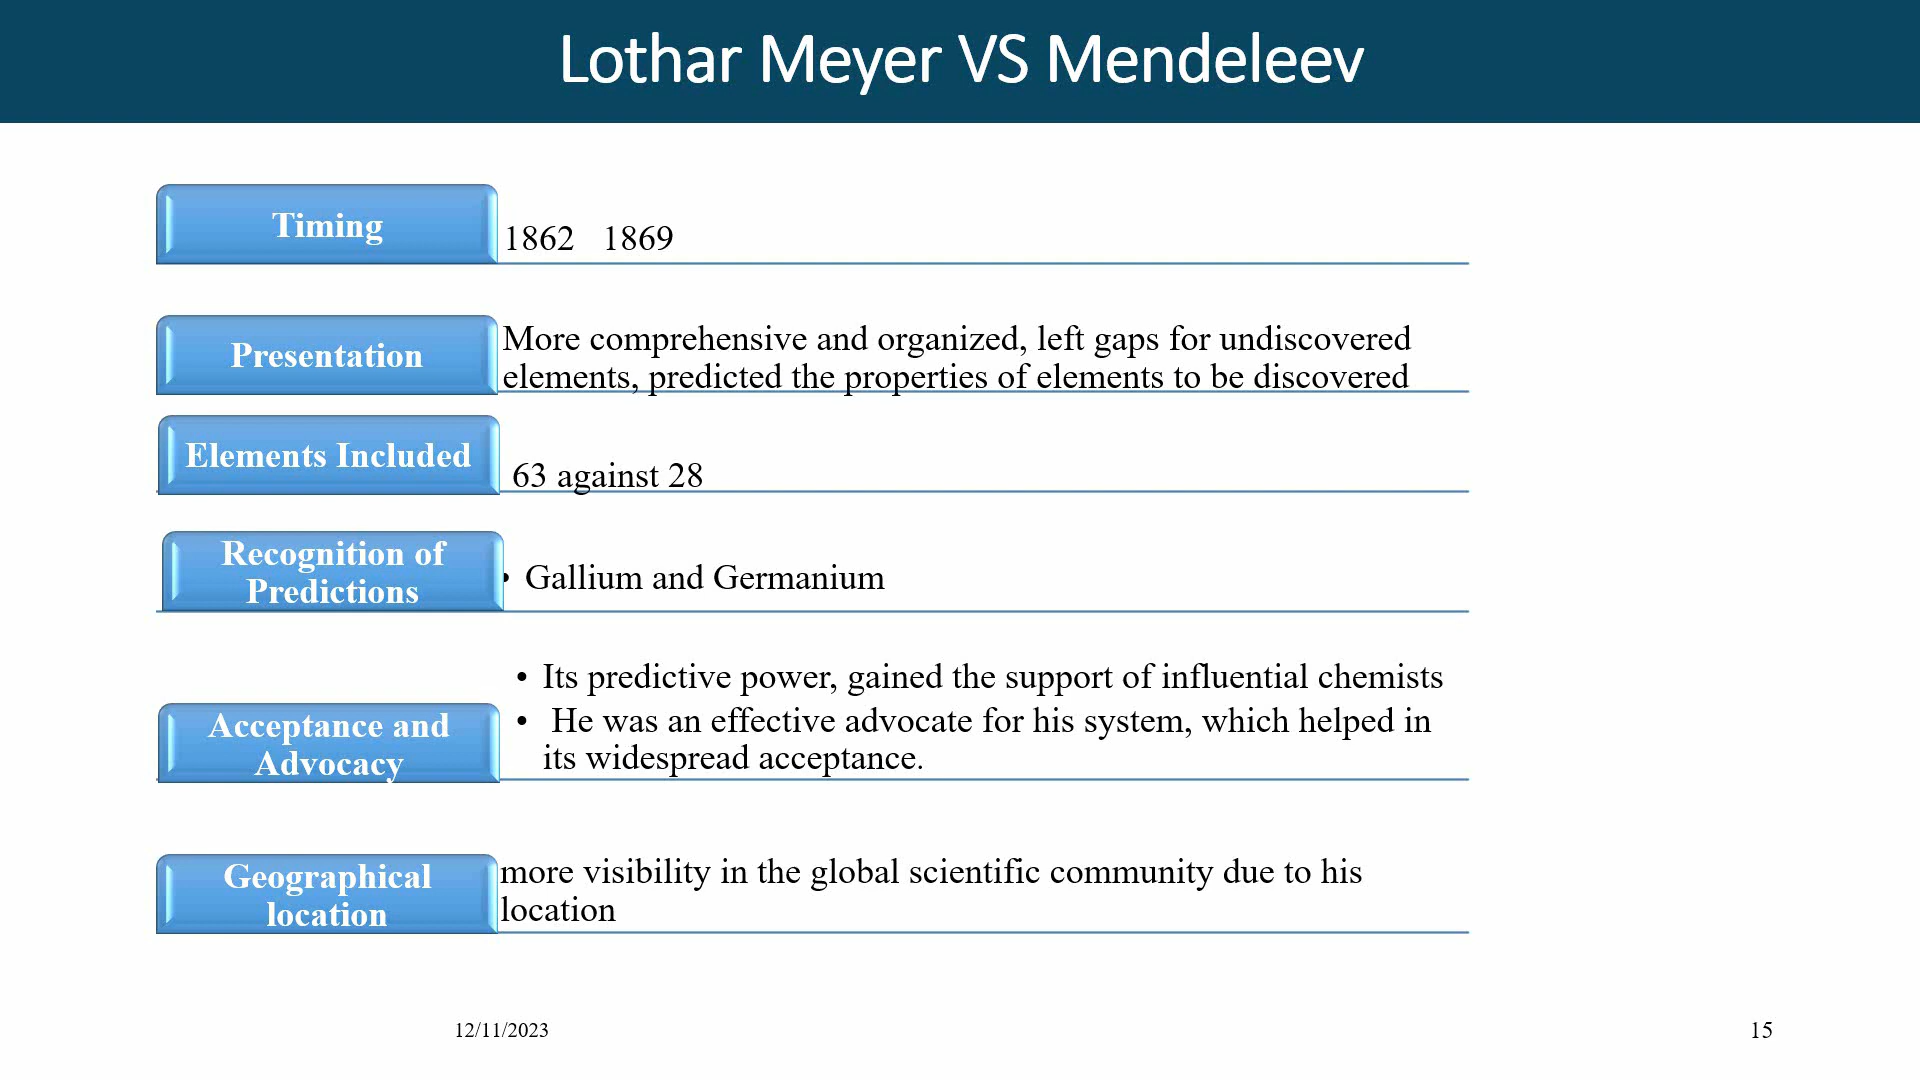 Lothar Meyer VS Mendeleev
Timing
1862 1869
Presentation
More comprehensive and organized, left gaps for undiscovered
elements, predicted the properties of elements to be discovered
Elements Included
63 against 28
Recognition of
Predictions
• Gallium and Germanium
• Its predictive power, gained the support of influential chemists
• He was an effective advocate for his system, which helped in
its widespread acceptance.
Acceptance and
Advocacy
Geographical
location
more visibility in the global scientific community due to his
location
12/11/2023
15